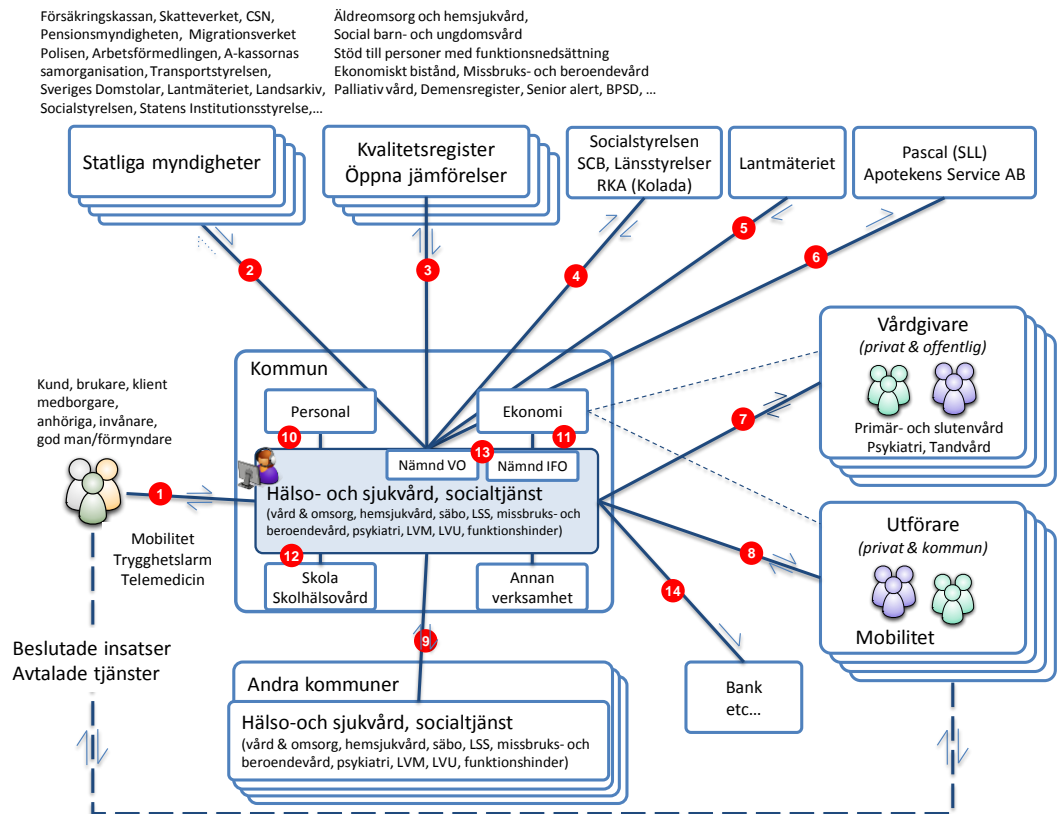 Försäkringskassan, Skatteverket, CSN,
Pensionsmyndigheten, Migrationsverket
Polisen, Arbetsförmedlingen, A-kassornas
samorganisation, Transportstyrelsen,
Sveriges Domstolar, Lantmäteriet, Landsarkiv,
Socialstyrelsen, Statens Institutionsstyrelse,...
Äldreomsorg och hemsjukvård,
Social barn- och ungdomsvård
Stöd till personer med funktionsnedsättning
Ekonomiskt bistånd, Missbruks- och beroendevård
Palliativ vård, Demensregister, Senior alert, BPSD, ...
Statliga myndigheter
Kvalitetsregister
Öppna jämförelser
Socialstyrelsen
SCB, Länsstyrelser
RKA (Kolada)
Lantmäteriet
Pascal (SLL)
Apotekens Service AB
2
3
4
5
6
Vårdgivare
(privat & offentlig)
Primär- och slutenvård
Psykiatri, Tandvård
7
Kommun
Personal
Ekonomi
10
11
13
Nämnd VO
Nämnd IFO
Hälso- och sjukvård, socialtjänst
(vård & omsorg, hemsjukvård, säbo, LSS, missbruks- och
beroendevård, psykiatri, LVM, LVU, funktionshinder)
12
Skola
Skolhälsovård
Annan
verksamhet
Kund, brukare, klient
medborgare,
anhöriga, invånare,
god man/förmyndare
1
Mobilitet
Trygghetslarm
Telemedicin
Utförare
(privat & kommun)
Mobilitet
8
14
9
Beslutade insatser
Avtalade tjänster
Andra kommuner
Hälso-och sjukvård, socialtjänst
(vård & omsorg, hemsjukvård, säbo, LSS, missbruks- och
beroendevård, psykiatri, LVM, LVU, funktionshinder)
Bank
etc...